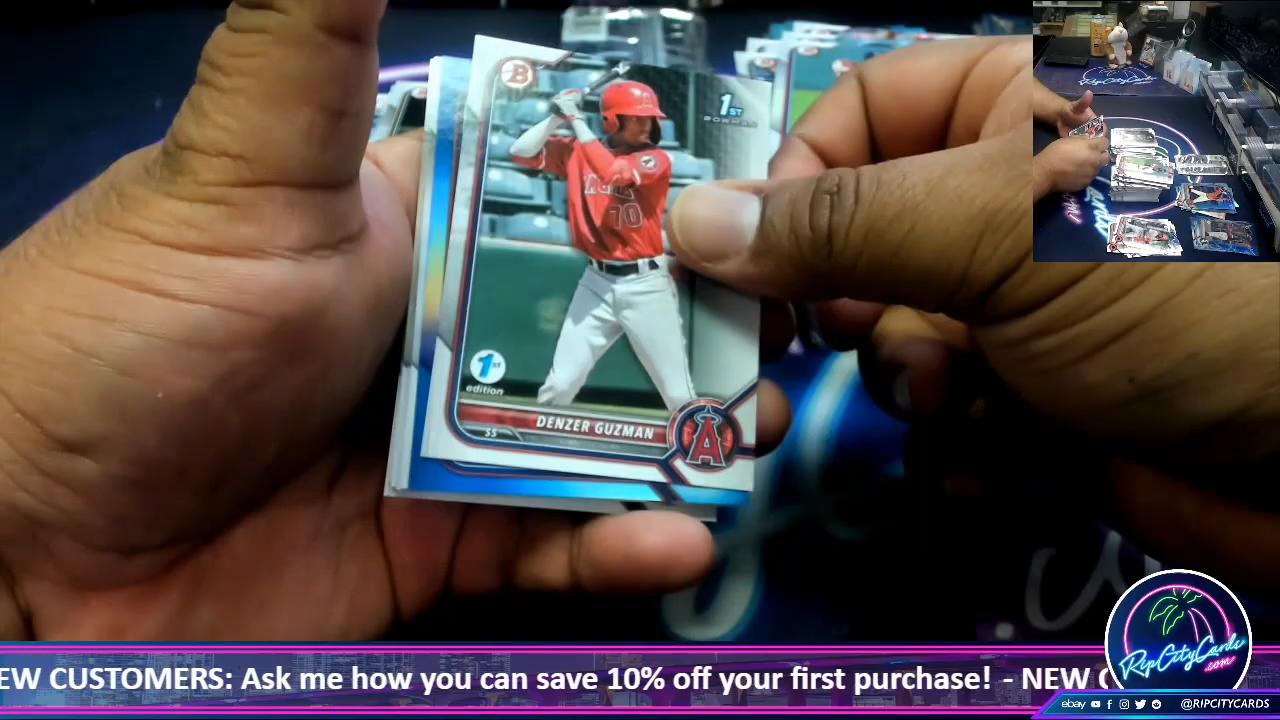 B
1ST
BOWMAN
70
1st
edition
DENZER GUZMAN
SS
A
EW CUSTOMERS: Ask me how you can save 10% off your first purchase! - NEW C
RipCityCards
.com
ebay
@RIPCITYCARDS